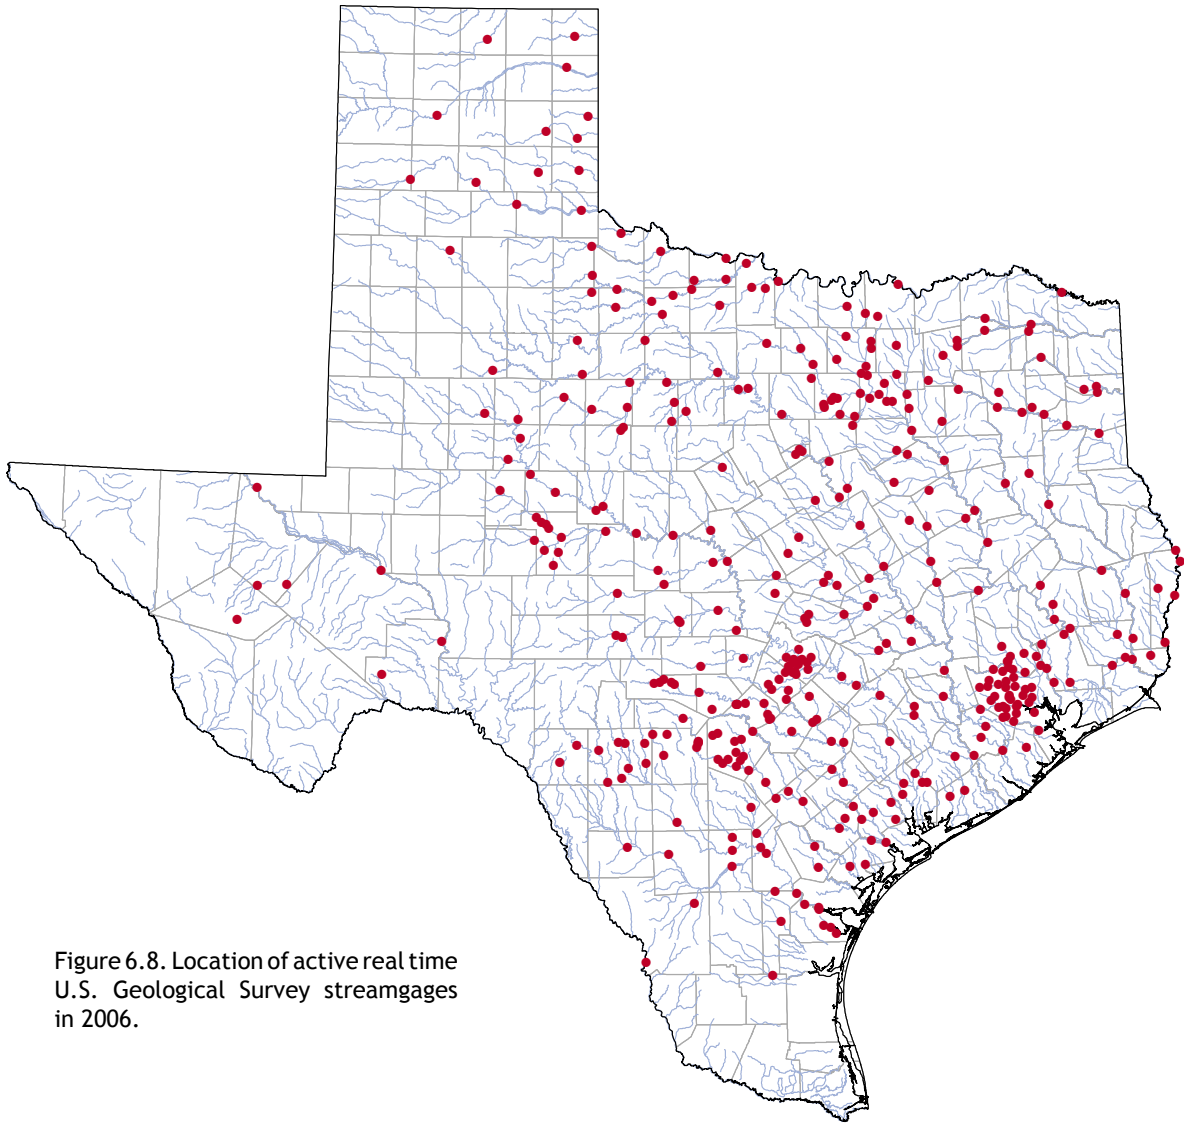 Figure 6.8. Location of active real time
U.S. Geological Survey streamgages
in 2006.